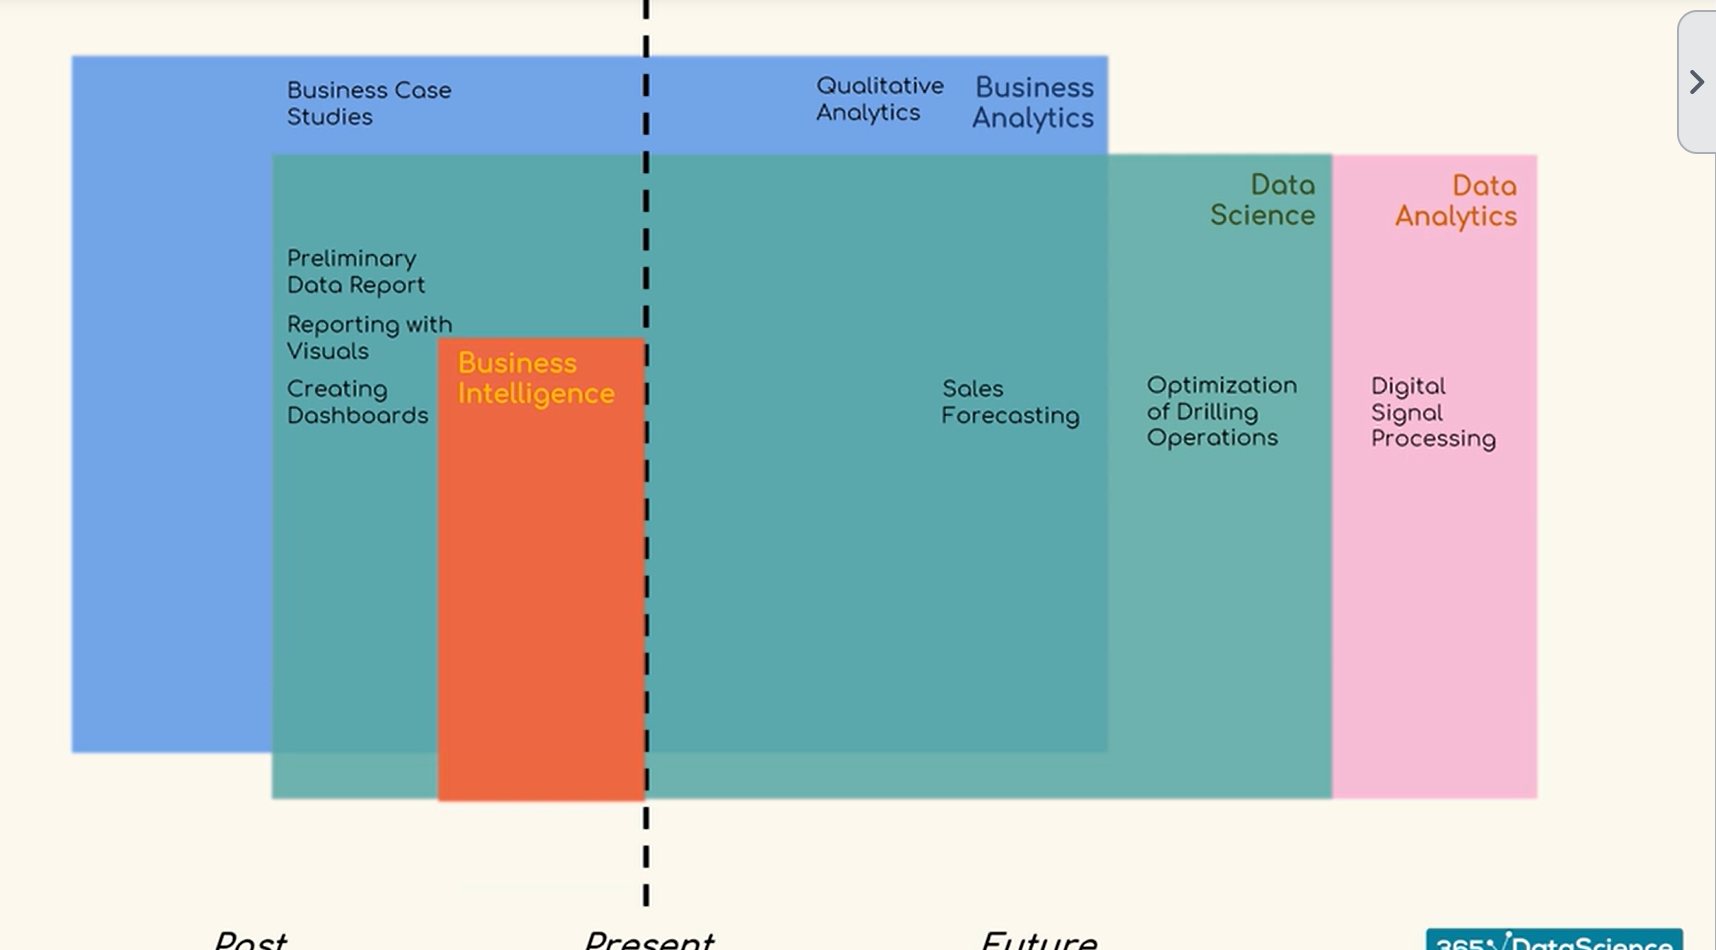 Business Case
Studies
Qualitative
Analytics
Business
Analytics
Data
Science
Data
Analytics
Preliminary
Data Report
Reporting with
Visuals
Creating
Dashboards
Business
Intelligence
Sales
Forecasting
Optimization
of Drilling
Operations
Digital
Signal
Processing
Past
Present
Future
365 DataScience